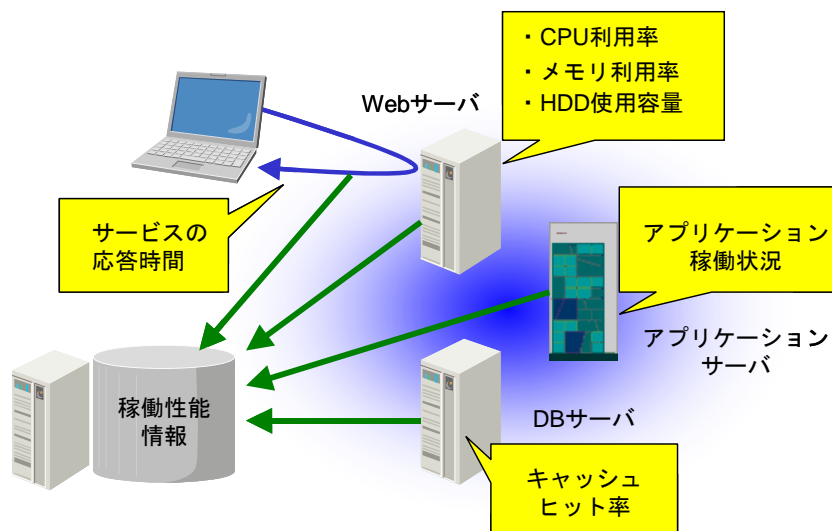 ・CPU利用率
・メモリ利用率
・HDD使用容量
Webサーバ
サービスの
応答時間
アプリケーション
稼働状況
アプリケーション
サーバ
稼働性能
情報
DBサーバ
キャッシュ
ヒット率